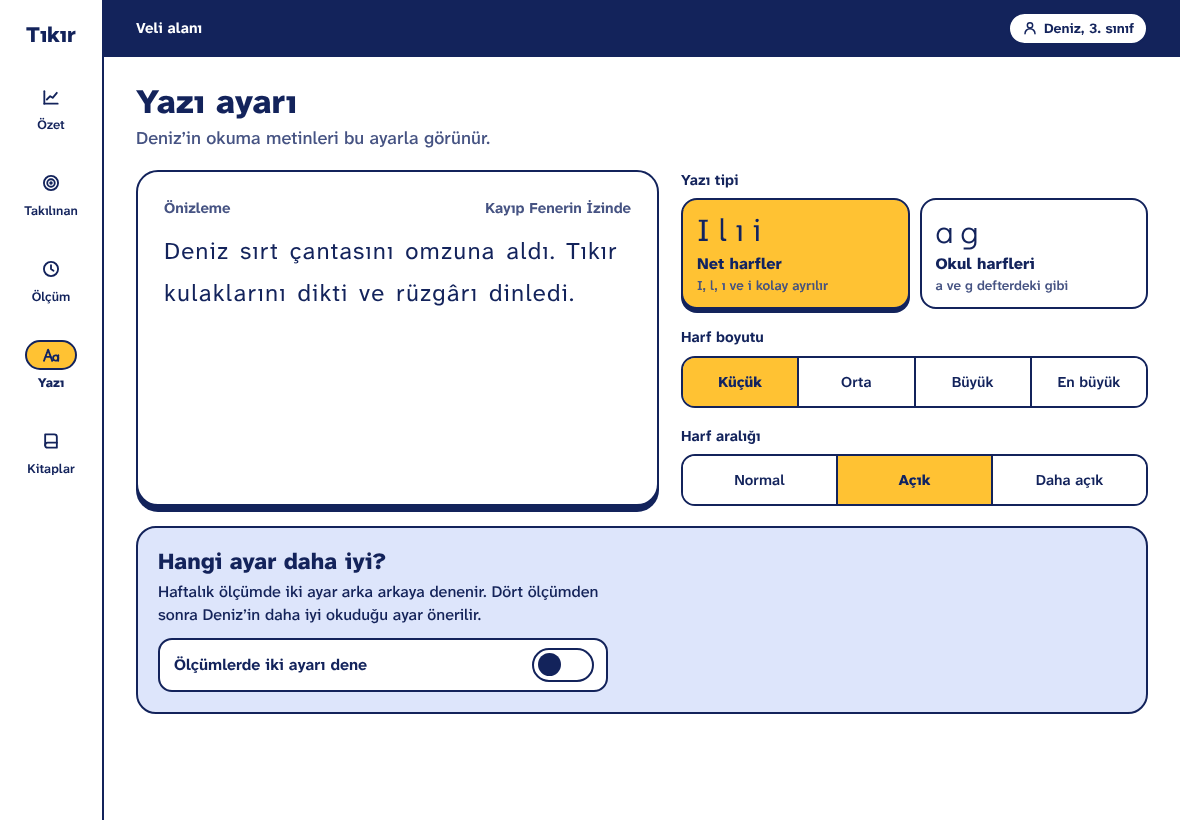 Tıkır
Özet
Takılınan
Ölçüm
Aa
Yazı
Kitaplar
Veli alanı
Deniz, 3. sınıf
Yazı ayarı
Deniz’in okuma metinleri bu ayarla görünür.
Önizleme
Kayıp Fenerin İzinde
Deniz sırt çantasını omzuna aldı. Tıkır
kulaklarını dikti ve rüzgârı dinledi.
Yazı tipi
I l ı i
Net harfler
I, l, ı ve i kolay ayrılır
a g
Okul harfleri
a ve g defterdeki gibi
Harf boyutu
Küçük
Orta
Büyük
En büyük
Harf aralığı
Normal
Açık
Daha açık
Hangi ayar daha iyi?
Haftalık ölçümde iki ayar arka arkaya denenir. Dört ölçümden
sonra Deniz’in daha iyi okuduğu ayar önerilir.
Ölçümlerde iki ayarı dene